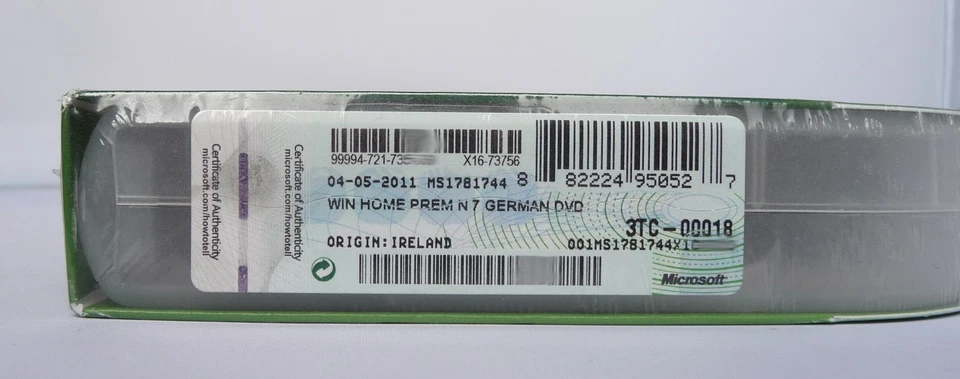 Certificate of Authenticity
microsoft.com/howtotell
Certificate of Authenticity
microsoft.com/howtotell
99994-721-73
X16-73756
04-05-2011 MS1781744
8 82224 95052 7
WIN HOME PREM N 7 GERMAN DVD
3TC-00018
ORIGIN:IRELAND
001MS1781744X1
Microsoft